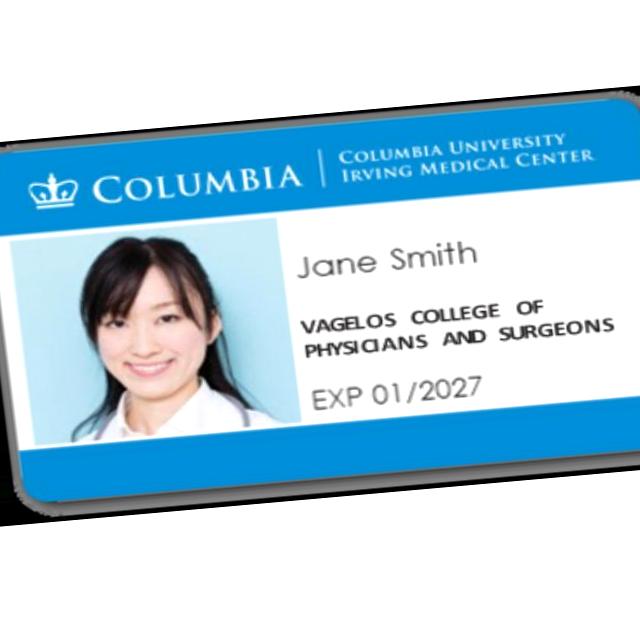 COLUMBIA
COLUMBIA UNIVERSITY
IRVING MEDICAL CENTER
Jane Smith
VAGELOS COLLEGE OF
PHYSICIANS AND SURGEONS
EXP 01/2027